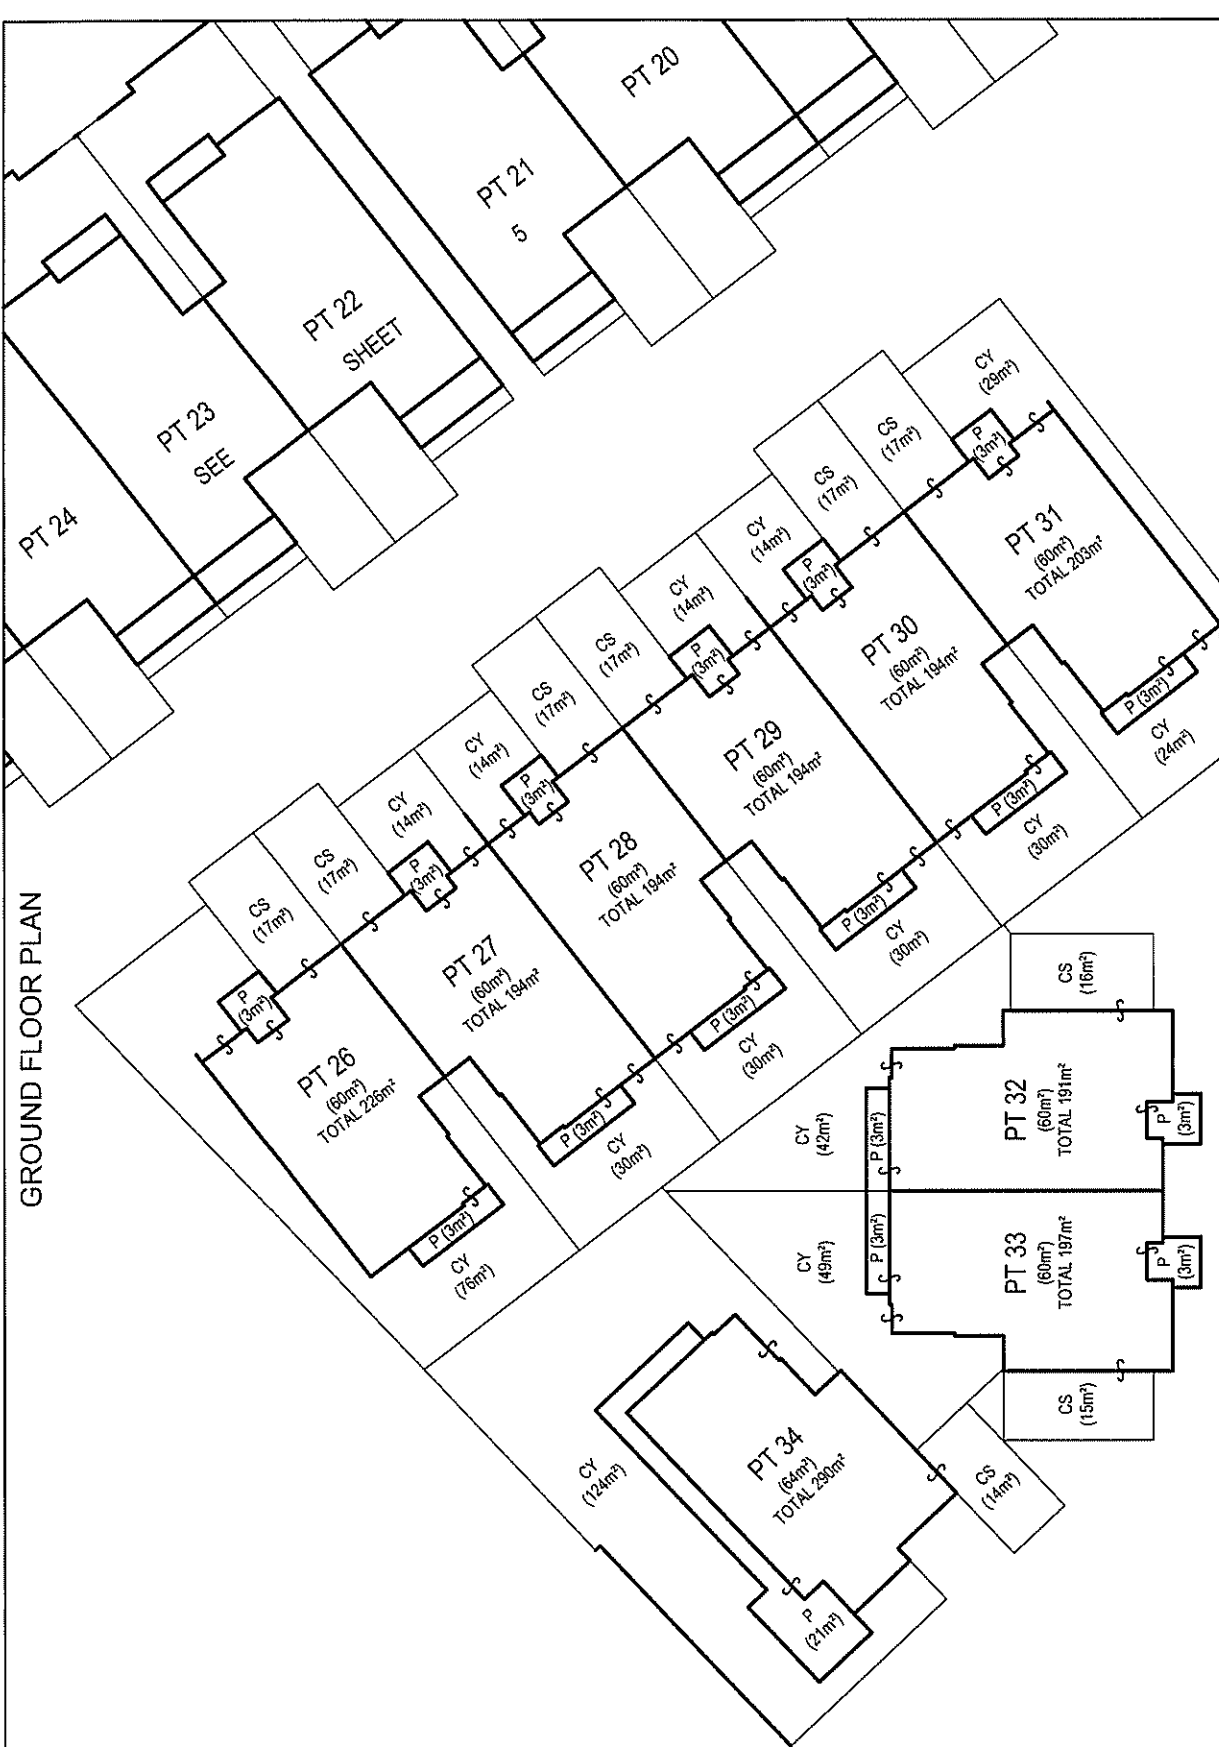 GROUND FLOOR PLAN
PT 20
PT 21
5
PT 22
SHEET
PT 23
SEE
PT 24
CY
(29m²)
P
(3m²)
CS
(17m²)
PT 31
(60m²)
TOTAL 203m²
P (3m²)
CY
(24m²)
CS
(17m²)
P
(3m²)
CY
(14m²)
PT 30
(60m²)
TOTAL 194m²
P (3m²)
CY
(30m²)
CY
(14m²)
P
(3m²)
CS
(17m²)
PT 29
(60m²)
TOTAL 194m²
P (3m²)
CY
(30m²)
CS
(17m²)
P
(3m²)
CY
(14m²)
PT 28
(60m²)
TOTAL 194m²
P (3m²)
CY
(30m²)
CY
(14m²)
P
(3m²)
CS
(17m²)
PT 27
(60m²)
TOTAL 194m²
P (3m²)
CY
(30m²)
CS
(17m²)
P
(3m²)
PT 26
(60m²)
TOTAL 226m²
P (3m²)
CY
(76m²)
CS
(16m²)
PT 32
(60m²)
TOTAL 191m²
P (3m²)
P
(3m²)
CY
(42m²)
PT 33
(60m²)
TOTAL 197m²
P (3m²)
P
(3m²)
CY
(49m²)
CS
(15m²)
PT 34
(64m²)
TOTAL 290m²
CY
(124m²)
CS
(14m²)
P
(21m²)